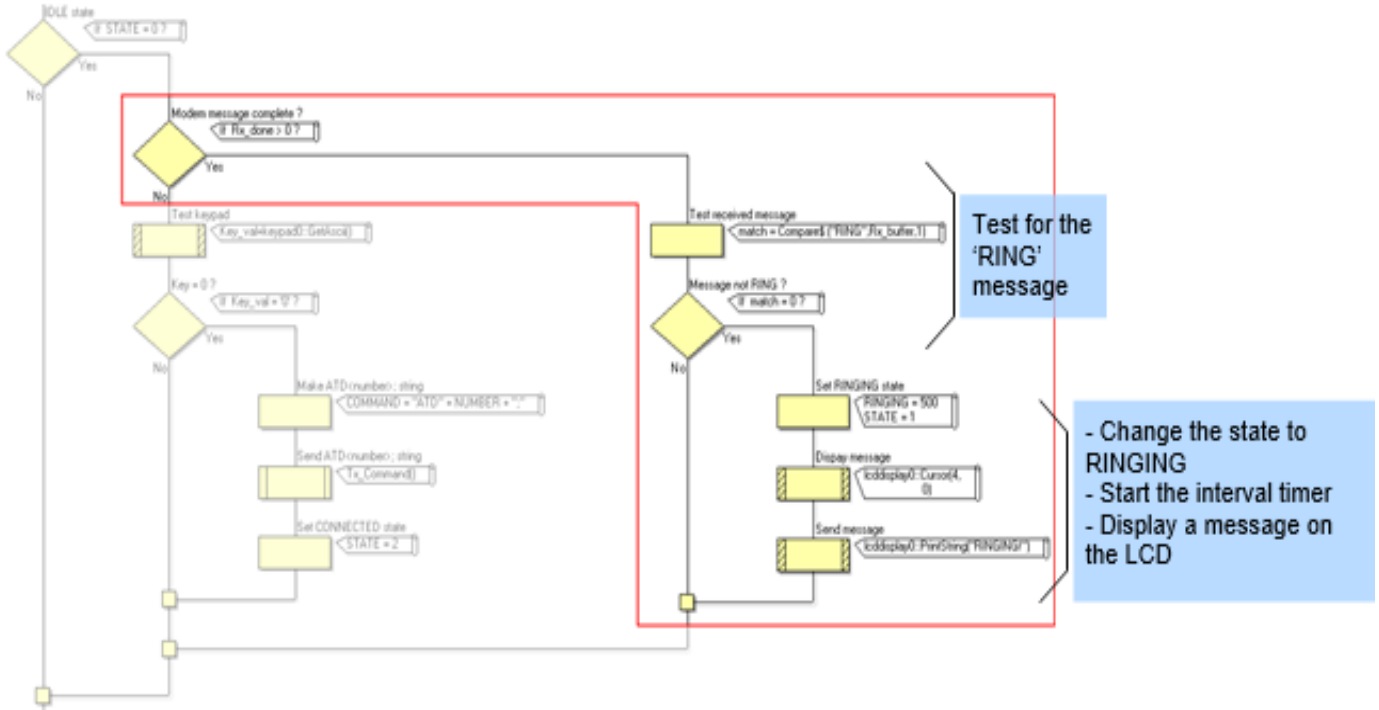 IDLE state
If STATE = 0 ?
Yes
No
Modem message complete ?
If Rx_done > 0 ?
Yes
No
Test keypad
Key_val=keypad0::GetAscii()
Key = 0 ?
If Key_val = '0' ?
Yes
No
Make ATD<number>; string
COMMAND = "ATD" + NUMBER + ";"
Send ATD<number>; string
Tx_Command()
Set CONNECTED state
STATE = 2
Test received message
match = Compare$ ("RING",Rx_buffer,1)
Message not RING ?
If match = 0 ?
Yes
No
Set RINGING state
RINGING = 500
STATE = 1
Dispay message
lcddisplay0::Cursor(4,
0)
Send message
lcddisplay0::PrintString("RINGING!")
Test for the
‘RING’
message
- Change the state to
RINGING
- Start the interval timer
- Display a message on
the LCD